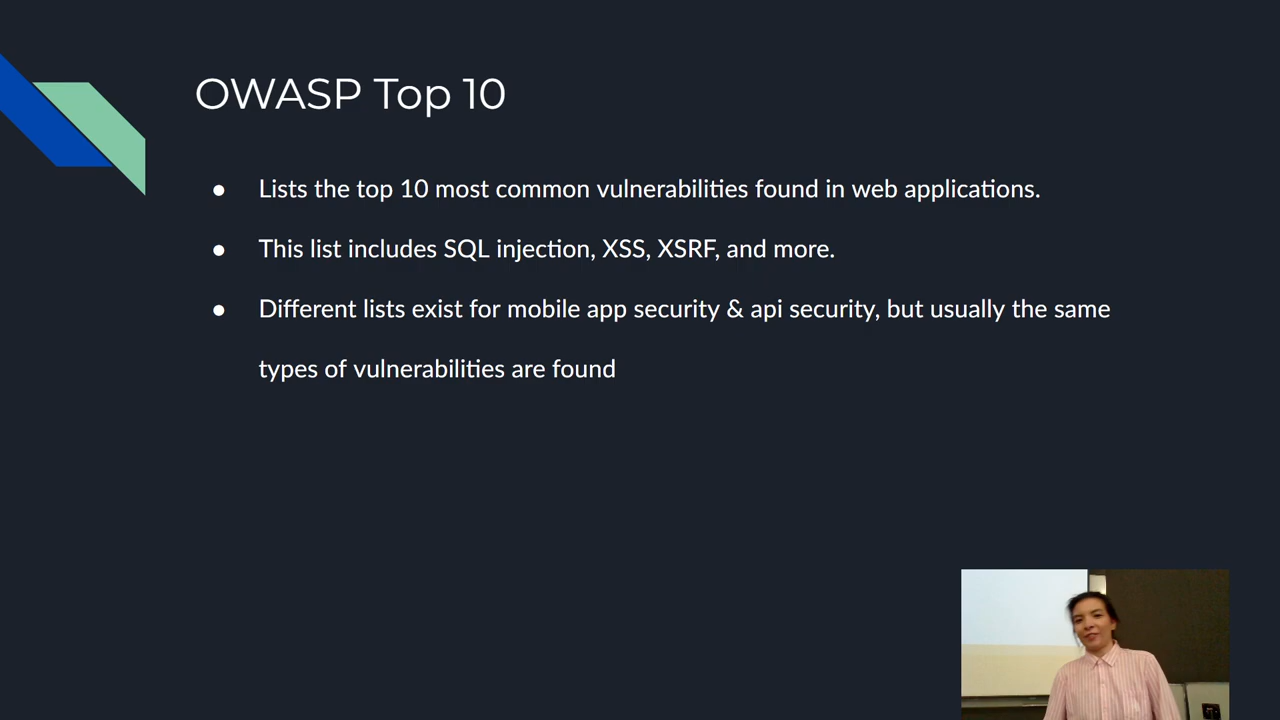 OWASP Top 10
● Lists the top 10 most common vulnerabilities found in web applications.
● This list includes SQL injection, XSS, XSRF, and more.
● Different lists exist for mobile app security & api security, but usually the same
types of vulnerabilities are found